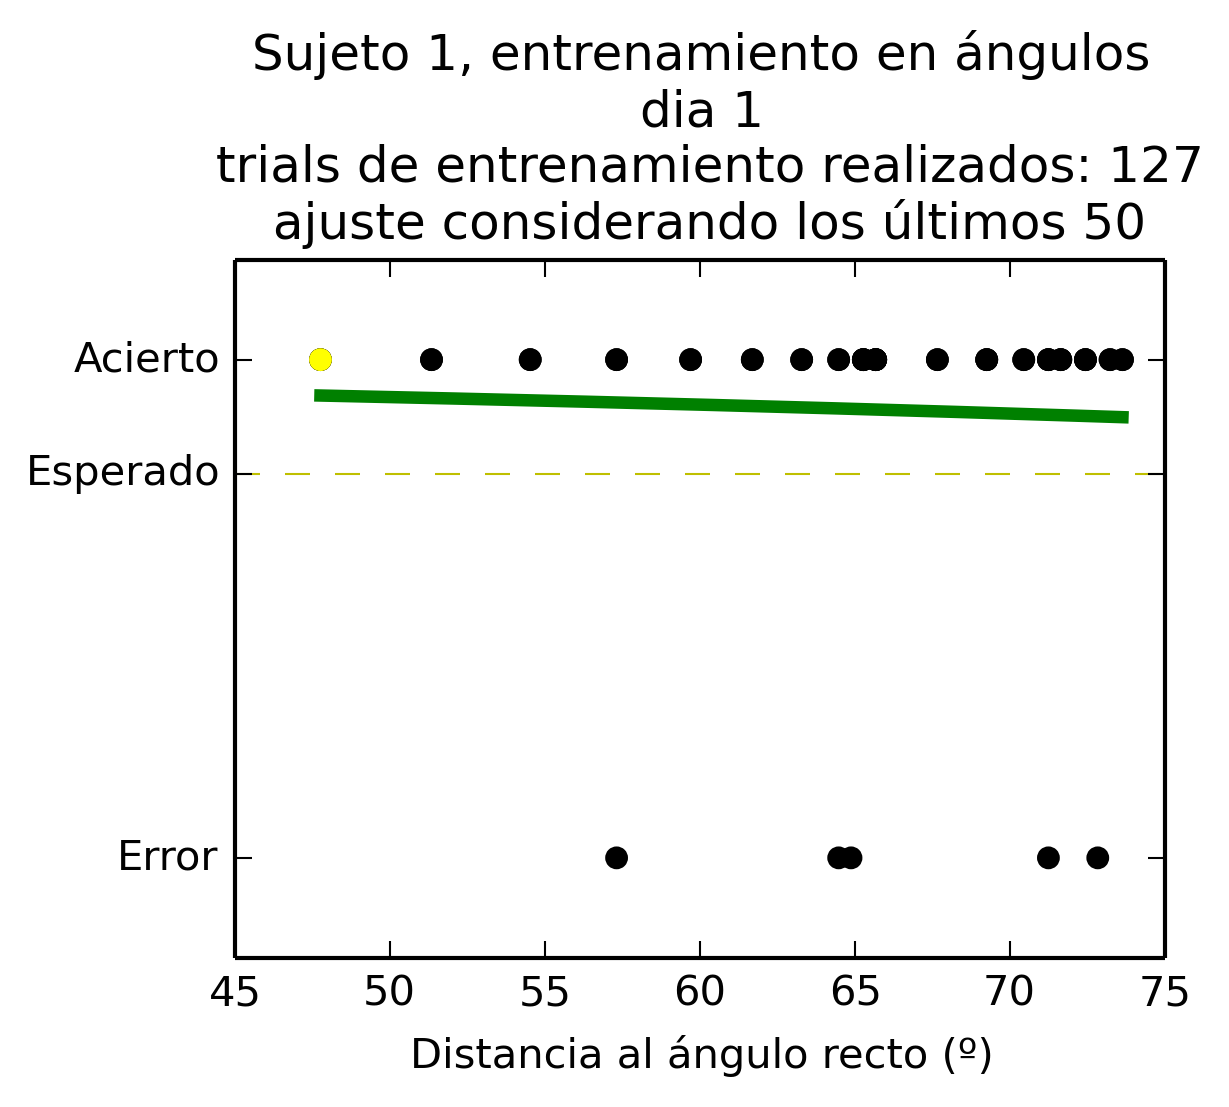 Sujeto 1, entrenamiento en ángulos
dia 1
trials de entrenamiento realizados: 127
ajuste considerando los últimos 50
Acierto
Esperado
Error
45 50 55 60 65 70 75
Distancia al ángulo recto (º)